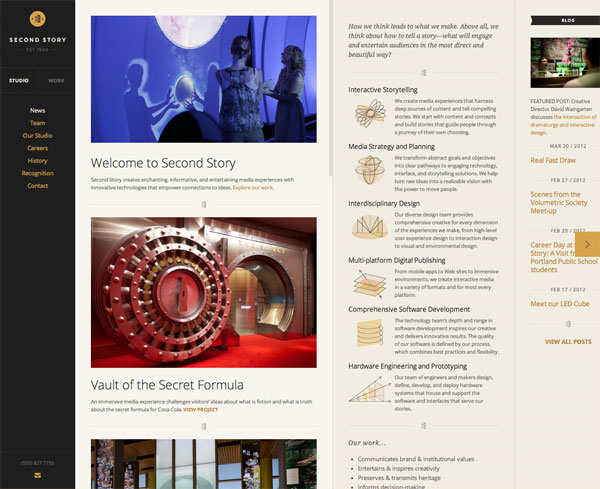 SECOND STORY
EST 1994
STUDIO
WORK
News
Team
Our Studio
Careers
History
Recognition
Contact
(503) 827 7155
Welcome to Second Story
Second Story creates enchanting, informative, and entertaining media experiences with
innovative technologies that empower connections to ideas. Explore our work.
Vault of the Secret Formula
An immersive media experience challenges visitors' ideas about what is fiction and what is truth
about the secret formula for Coca-Cola. VIEW PROJECT
How we think leads to what we make. Above all, we
think about how to tell a story—what will engage
and entertain audiences in the most direct and
beautiful way?
Interactive Storytelling
We create media experiences that harness
deep sources of content and tell compelling
stories. We start with content and concepts
and build stories that guide people through
a journey of their own choosing.
Media Strategy and Planning
We transform abstract goals and objectives
into clear pathways to engaging technology,
interface, and storytelling solutions. We help
turn raw ideas into a realizable vision with
the power to move people.
Interdisciplinary Design
Our diverse design team provides
comprehensive creative for every dimension
of the experiences we make, from high-level
user experience design to interaction design
to visual and environmental design.
Multi-platform Digital Publishing
From mobile apps to Web sites to immersive
environments, we create interactive media
in a variety of formats and for most every
platform.
Comprehensive Software Development
The technology team's depth and range in
software development inspires our creative
and delivers innovative results. The quality
of our software is defined by our process,
which combines best practices and flexibility.
Hardware Engineering and Prototyping
Our team of engineers and makers design,
define, develop, and deploy hardware
systems that house and support the
software and interfaces that serve our
stories.
Our work...
• Communicates brand & institutional values
• Entertains & inspires creativity
• Preserves & transmits heritage
• Informs decision-making
BLOG
FEATURED POST: Creative
Director David Waingarten
discusses the intersection of
dramaturgy and interactive
design.
MAR 20 / 2012
Real Fast Draw
FEB 27 / 2012
Scenes from the
Volumetric Society
Meet-up
FEB 20 / 2012
Career Day at
Story: A Visit
Portland Public School
students
FEB 17 / 2012
Meet our LED Cube
VIEW ALL POSTS